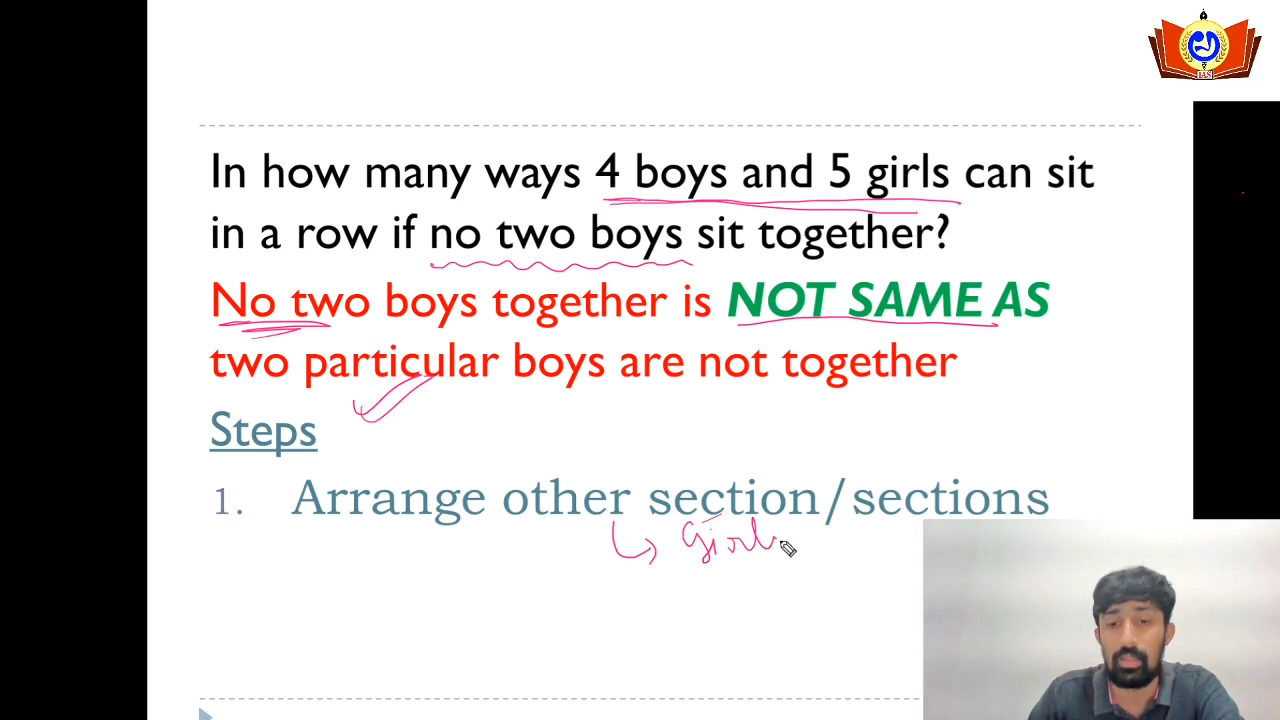 In how many ways 4 boys and 5 girls can sit
in a row if no two boys sit together?
No two boys together is NOT SAME AS
two particular boys are not together
Steps
1. Arrange other section/sections
Girls
IAS